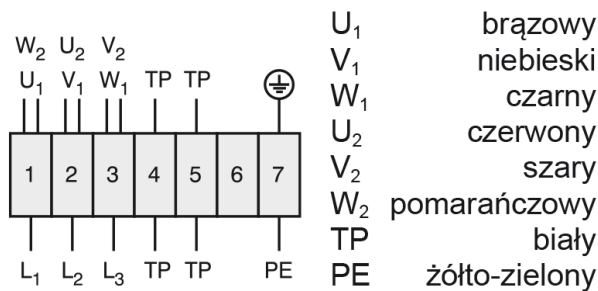 W₂ U₂ V₂
U₁ V₁ W₁ TP TP
1 2 3 4 5 6 7
L₁ L₂ L₃ TP TP PE
U₁ brązowy
V₁ niebieski
W₁ czarny
U₂ czerwony
V₂ szary
W₂ pomarańczowy
TP biały
PE żółto-zielony